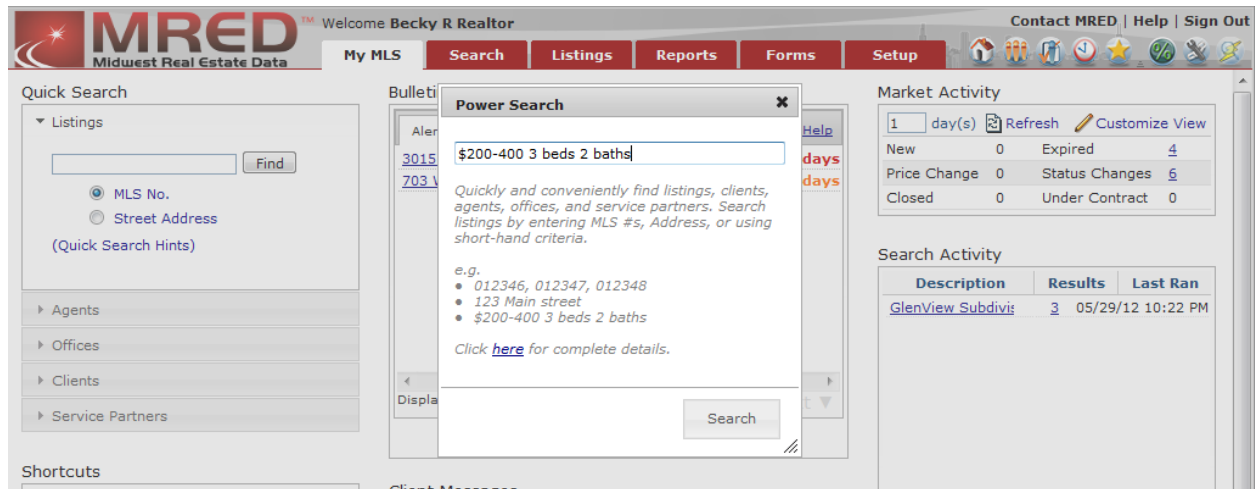 MRED™
Midwest Real Estate Data
Welcome Becky R Realtor
Contact MRED | Help | Sign Out
My MLS
Search
Listings
Reports
Forms
Setup
Quick Search
Listings
Find
MLS No.
Street Address
(Quick Search Hints)
Agents
Offices
Clients
Service Partners
Shortcuts
Help
3015
days
703
days
Power Search
$200-400 3 beds 2 baths
Quickly and conveniently find listings, clients,
agents, offices, and service partners. Search
listings by entering MLS #s, Address, or using
short-hand criteria.
e.g.
• 012346, 012347, 012348
• 123 Main street
• $200-400 3 beds 2 baths
Click here for complete details.
Search
Market Activity
1 day(s) Refresh Customize View
New 0 Expired 4
Price Change 0 Status Changes 6
Closed 0 Under Contract 0
Search Activity
Description Results Last Ran
GlenView Subdivis 3 05/29/12 10:22 PM